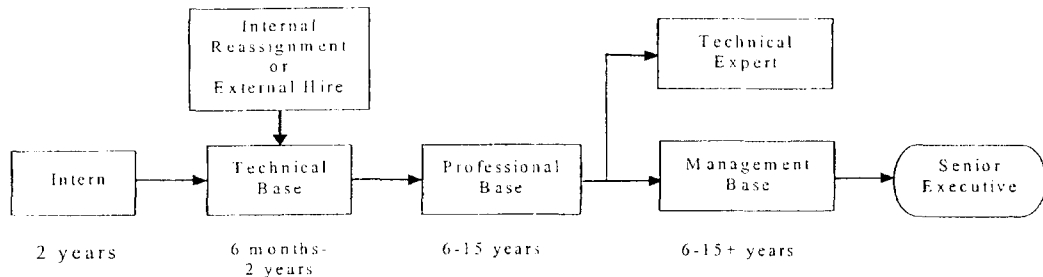 Internal
Reassignment
or
External Hire
Technical
Expert
Intern
Technical
Base
Professional
Base
Management
Base
Senior
Executive
2 years
6 months-
2 years
6-15 years
6-15+ years